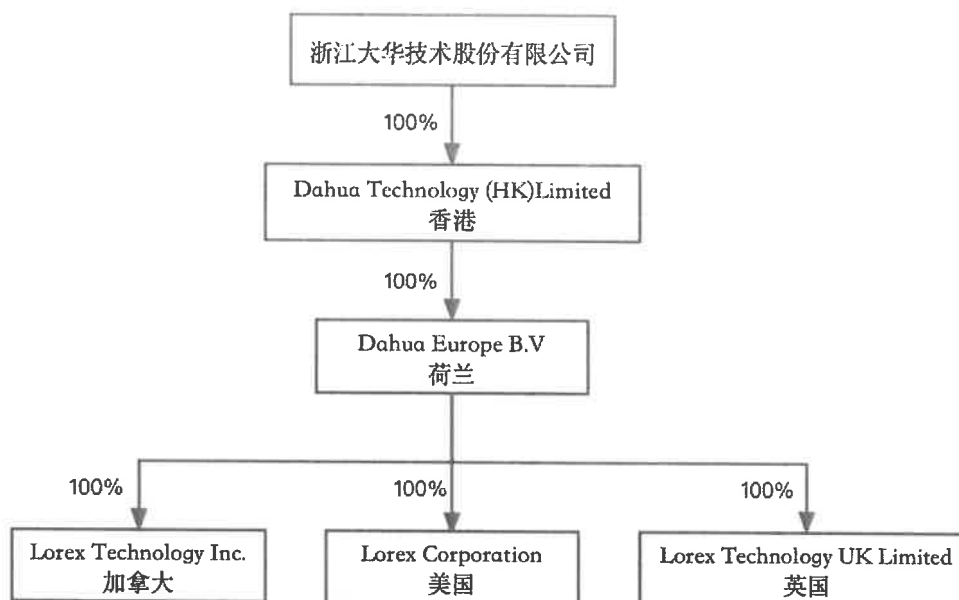 浙江大华技术股份有限公司
100%
Dahua Technology (HK)Limited
香港
100%
Dahua Europe B.V
荷兰
100%
100%
100%
Lorex Technology Inc.
加拿大
Lorex Corporation
美国
Lorex Technology UK Limited
英国